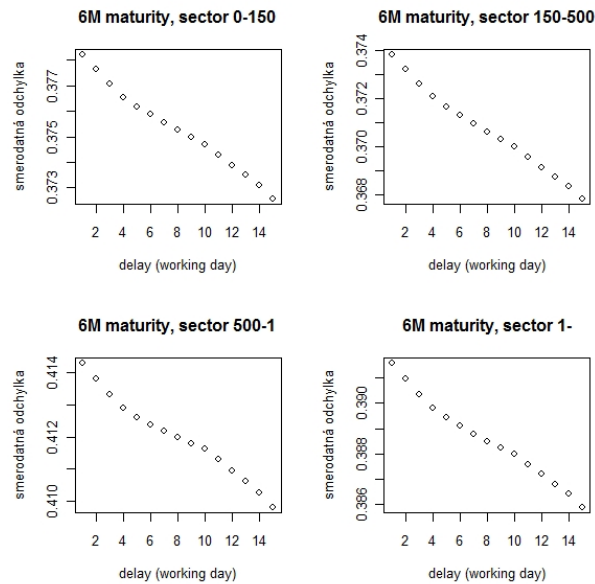 6M maturity, sector 0-150
smerodatná odchylka
0.377
0.375
0.373
2 4 6 8 10 12 14
delay (working day)
6M maturity, sector 150-500
smerodatná odchylka
0.374
0.372
0.370
0.368
2 4 6 8 10 12 14
delay (working day)
6M maturity, sector 500-1
smerodatná odchylka
0.414
0.412
0.410
2 4 6 8 10 12 14
delay (working day)
6M maturity, sector 1-
smerodatná odchylka
0.390
0.388
0.386
2 4 6 8 10 12 14
delay (working day)